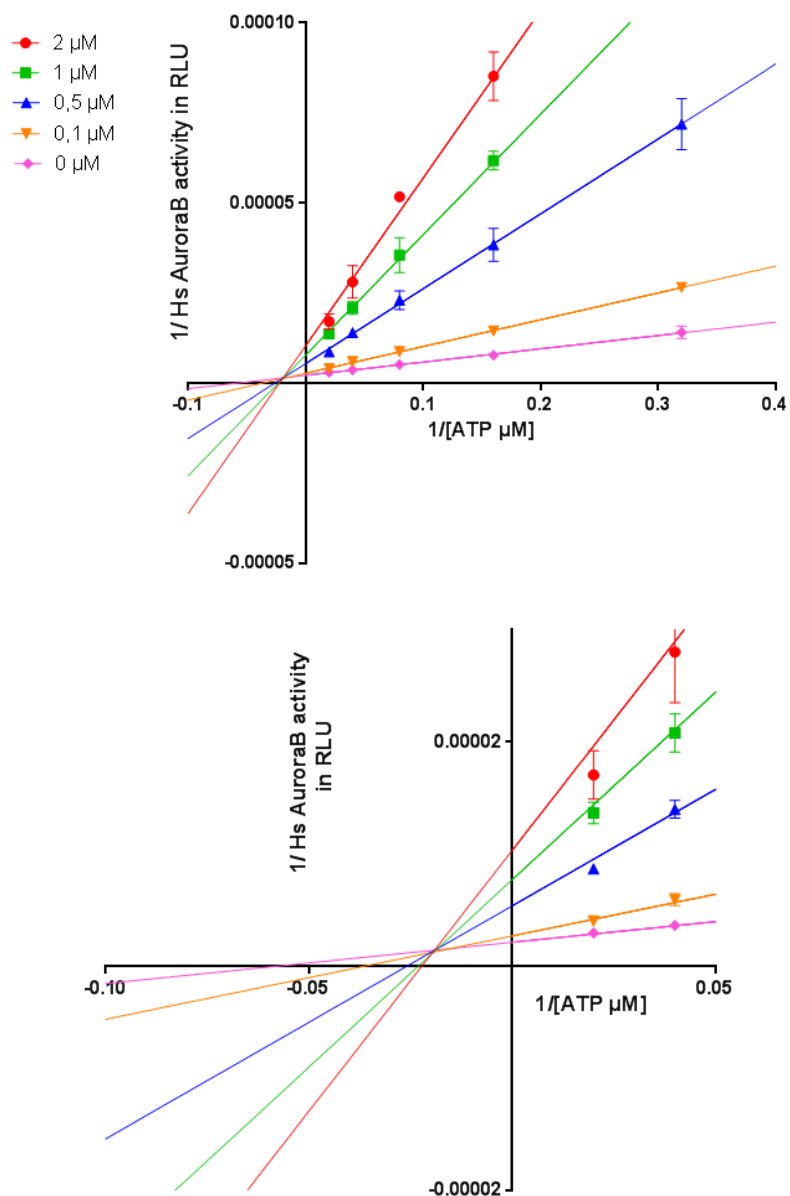 2 µM
1 µM
0,5 µM
0,1 µM
0 µM
1/ Hs AuroraB activity in RLU
0.00010
0.00005
-0.00005
-0.1
0.1
0.2
0.3
0.4
1/[ATP µM]
1/ Hs AuroraB activity
in RLU
0.00002
-0.00002
-0.10
-0.05
0.05
1/[ATP µM]